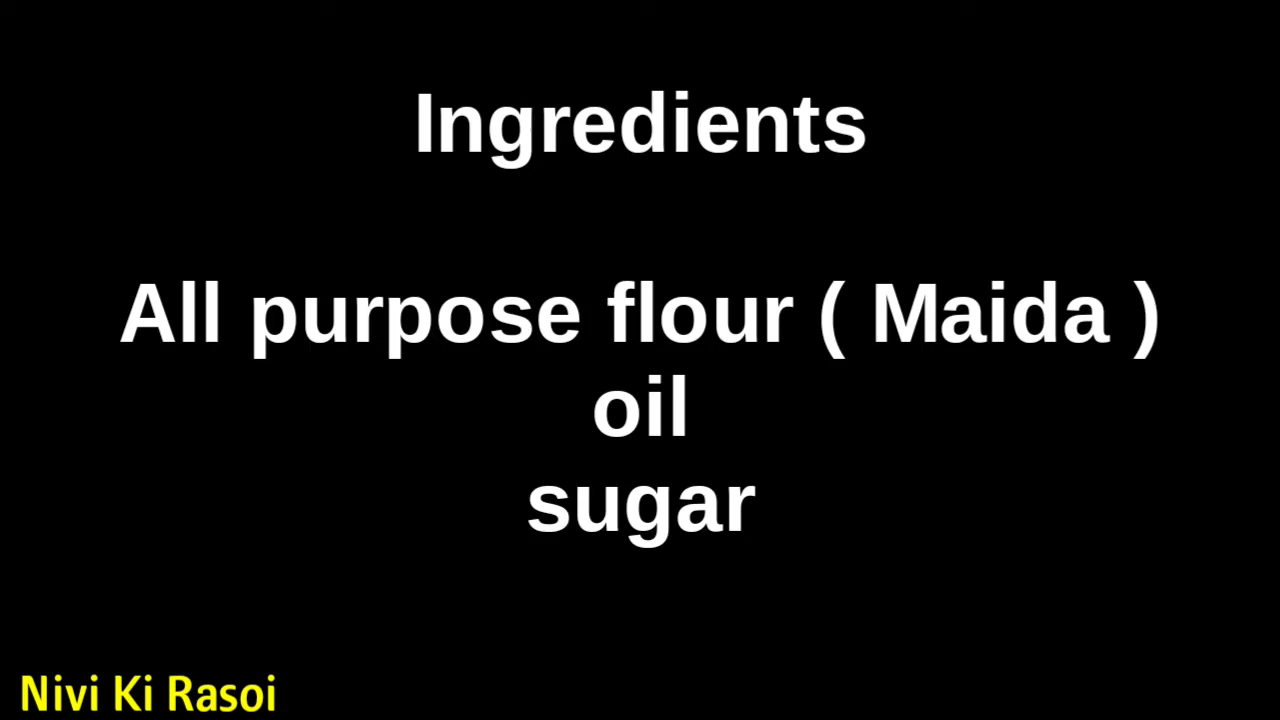 Ingredients
All purpose flour ( Maida )
oil
sugar
Nivi Ki Rasoi